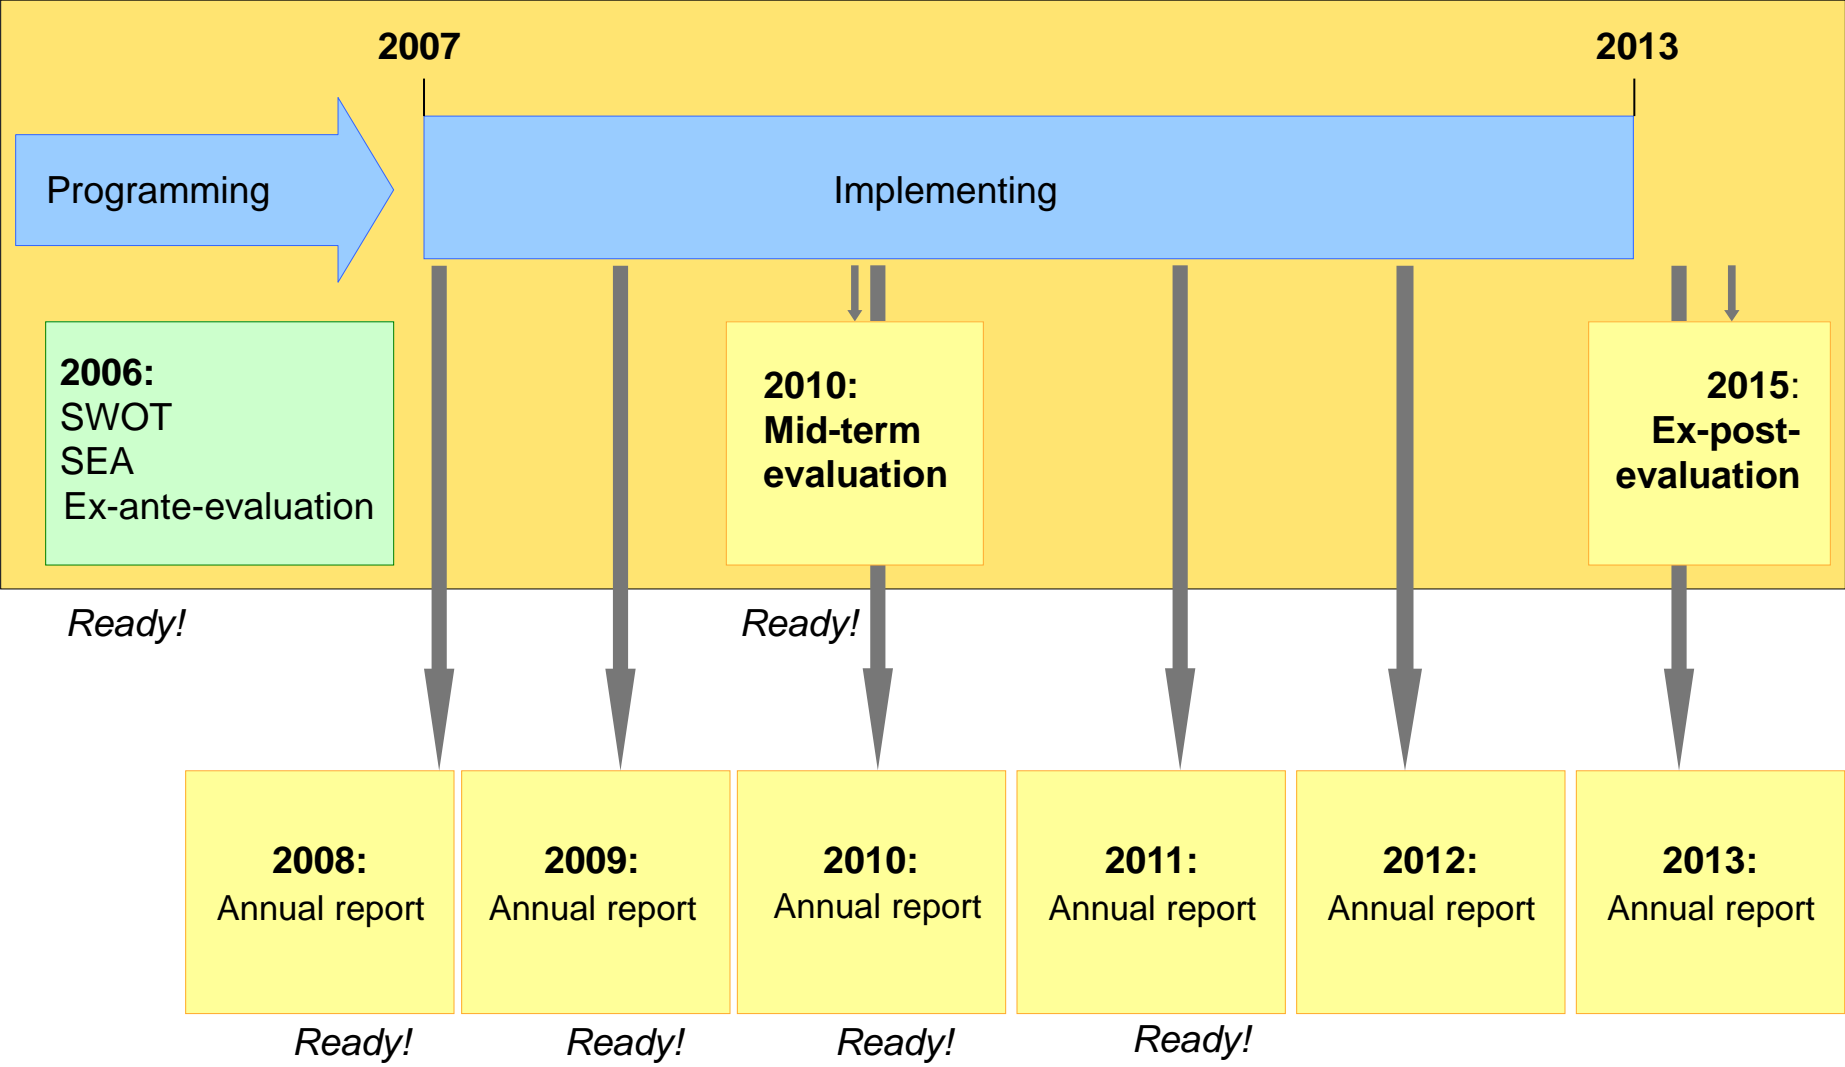 2007
2013
Programming
Implementing
2006:
SWOT
SEA
Ex-ante-evaluation
2010:
Mid-term
evaluation
2015:
Ex-post-
evaluation
Ready!
Ready!
2008:
Annual report
2009:
Annual report
2010:
Annual report
2011:
Annual report
2012:
Annual report
2013:
Annual report
Ready!
Ready!
Ready!
Ready!